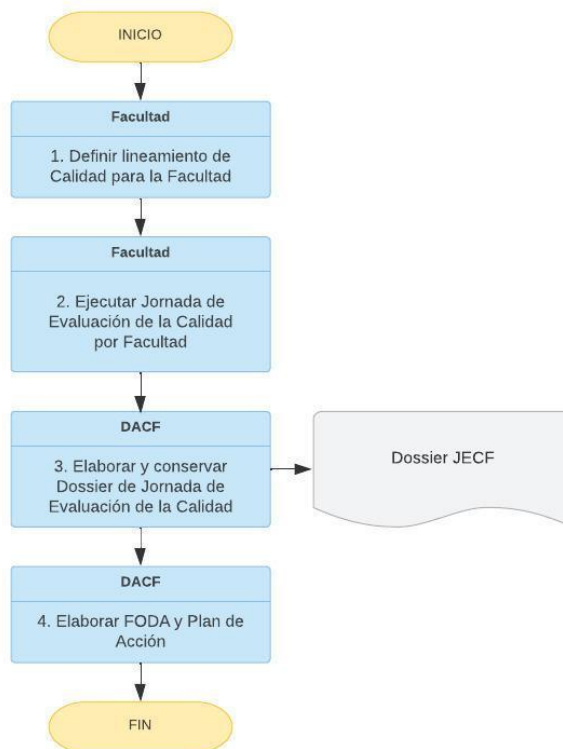 INICIO
Facultad
1. Definir lineamiento de
Calidad para la Facultad
Facultad
2. Ejecutar Jornada de
Evaluación de la Calidad
por Facultad
DACF
3. Elaborar y conservar
Dossier de Jornada de
Evaluación de la Calidad
Dossier JECF
DACF
4. Elaborar FODA y Plan de
Acción
FIN